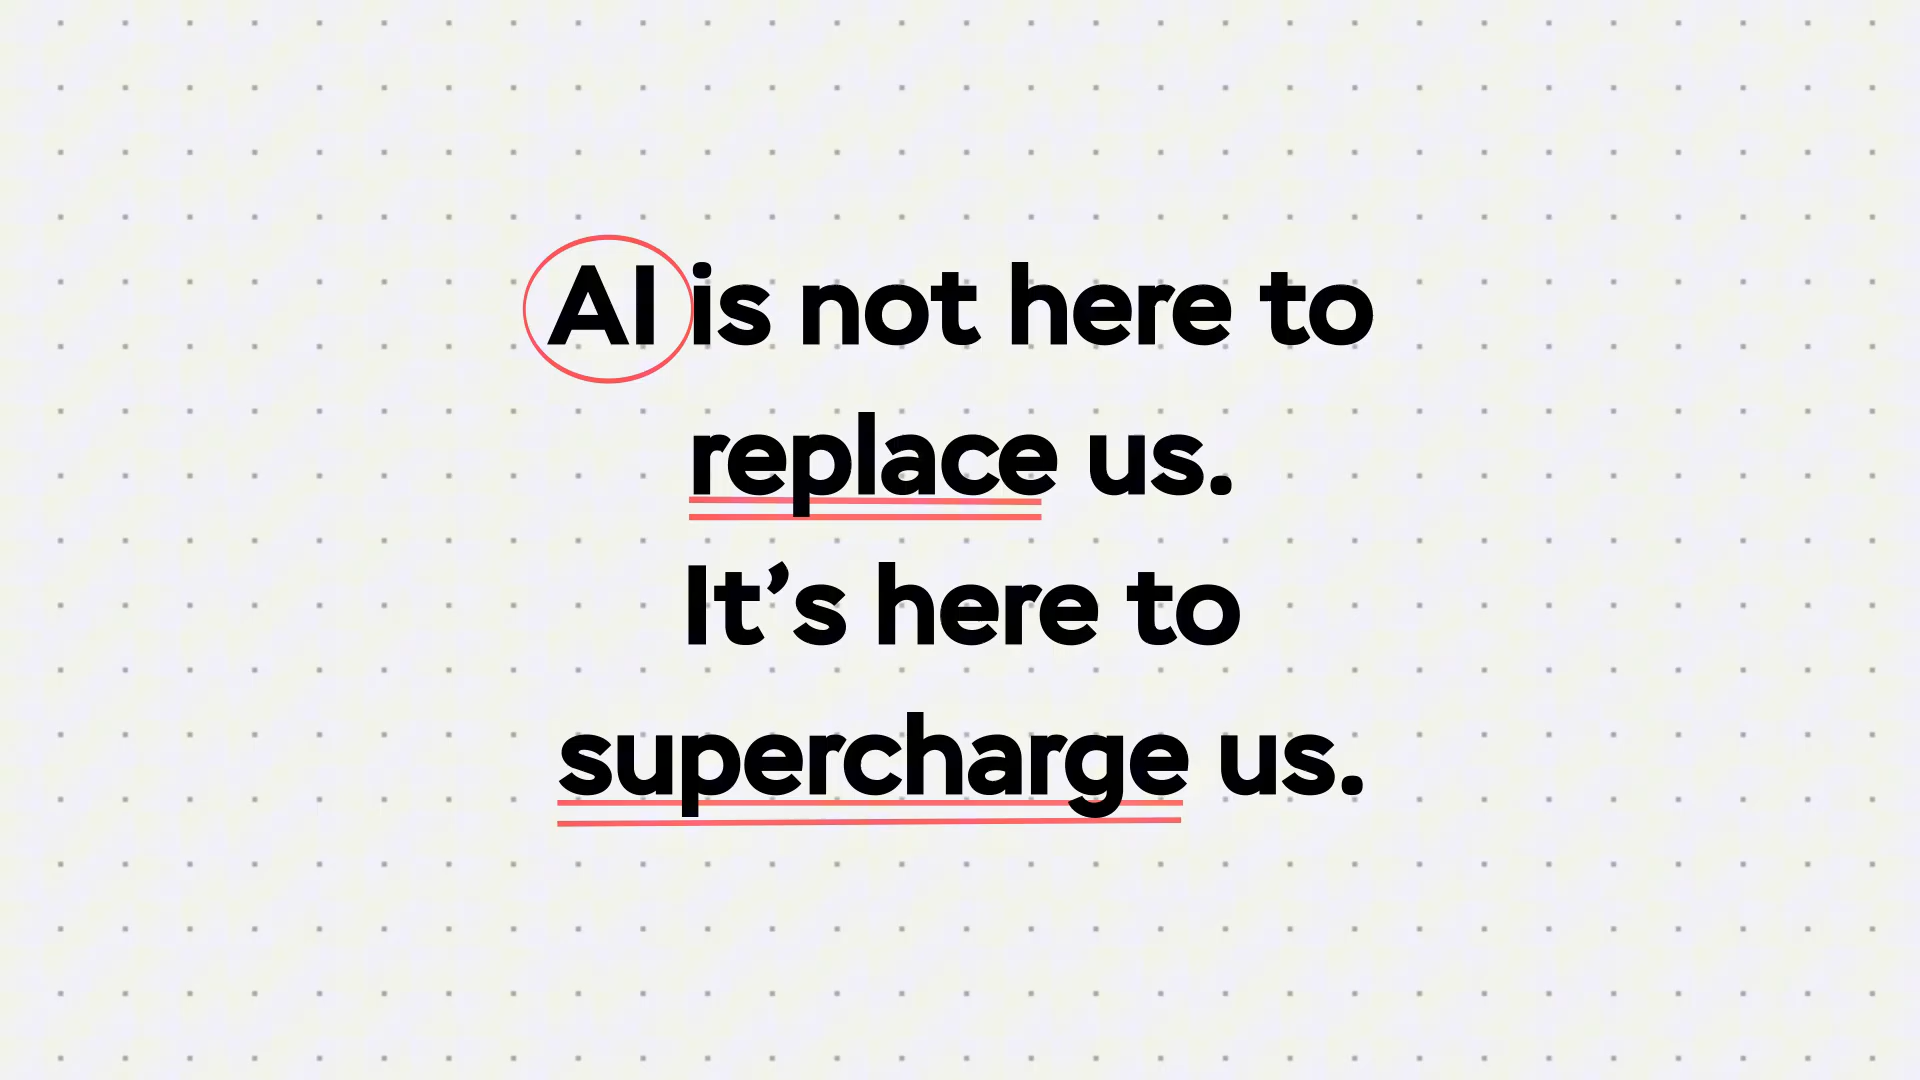 AI is not here to
replace us.
It’s here to
supercharge us.